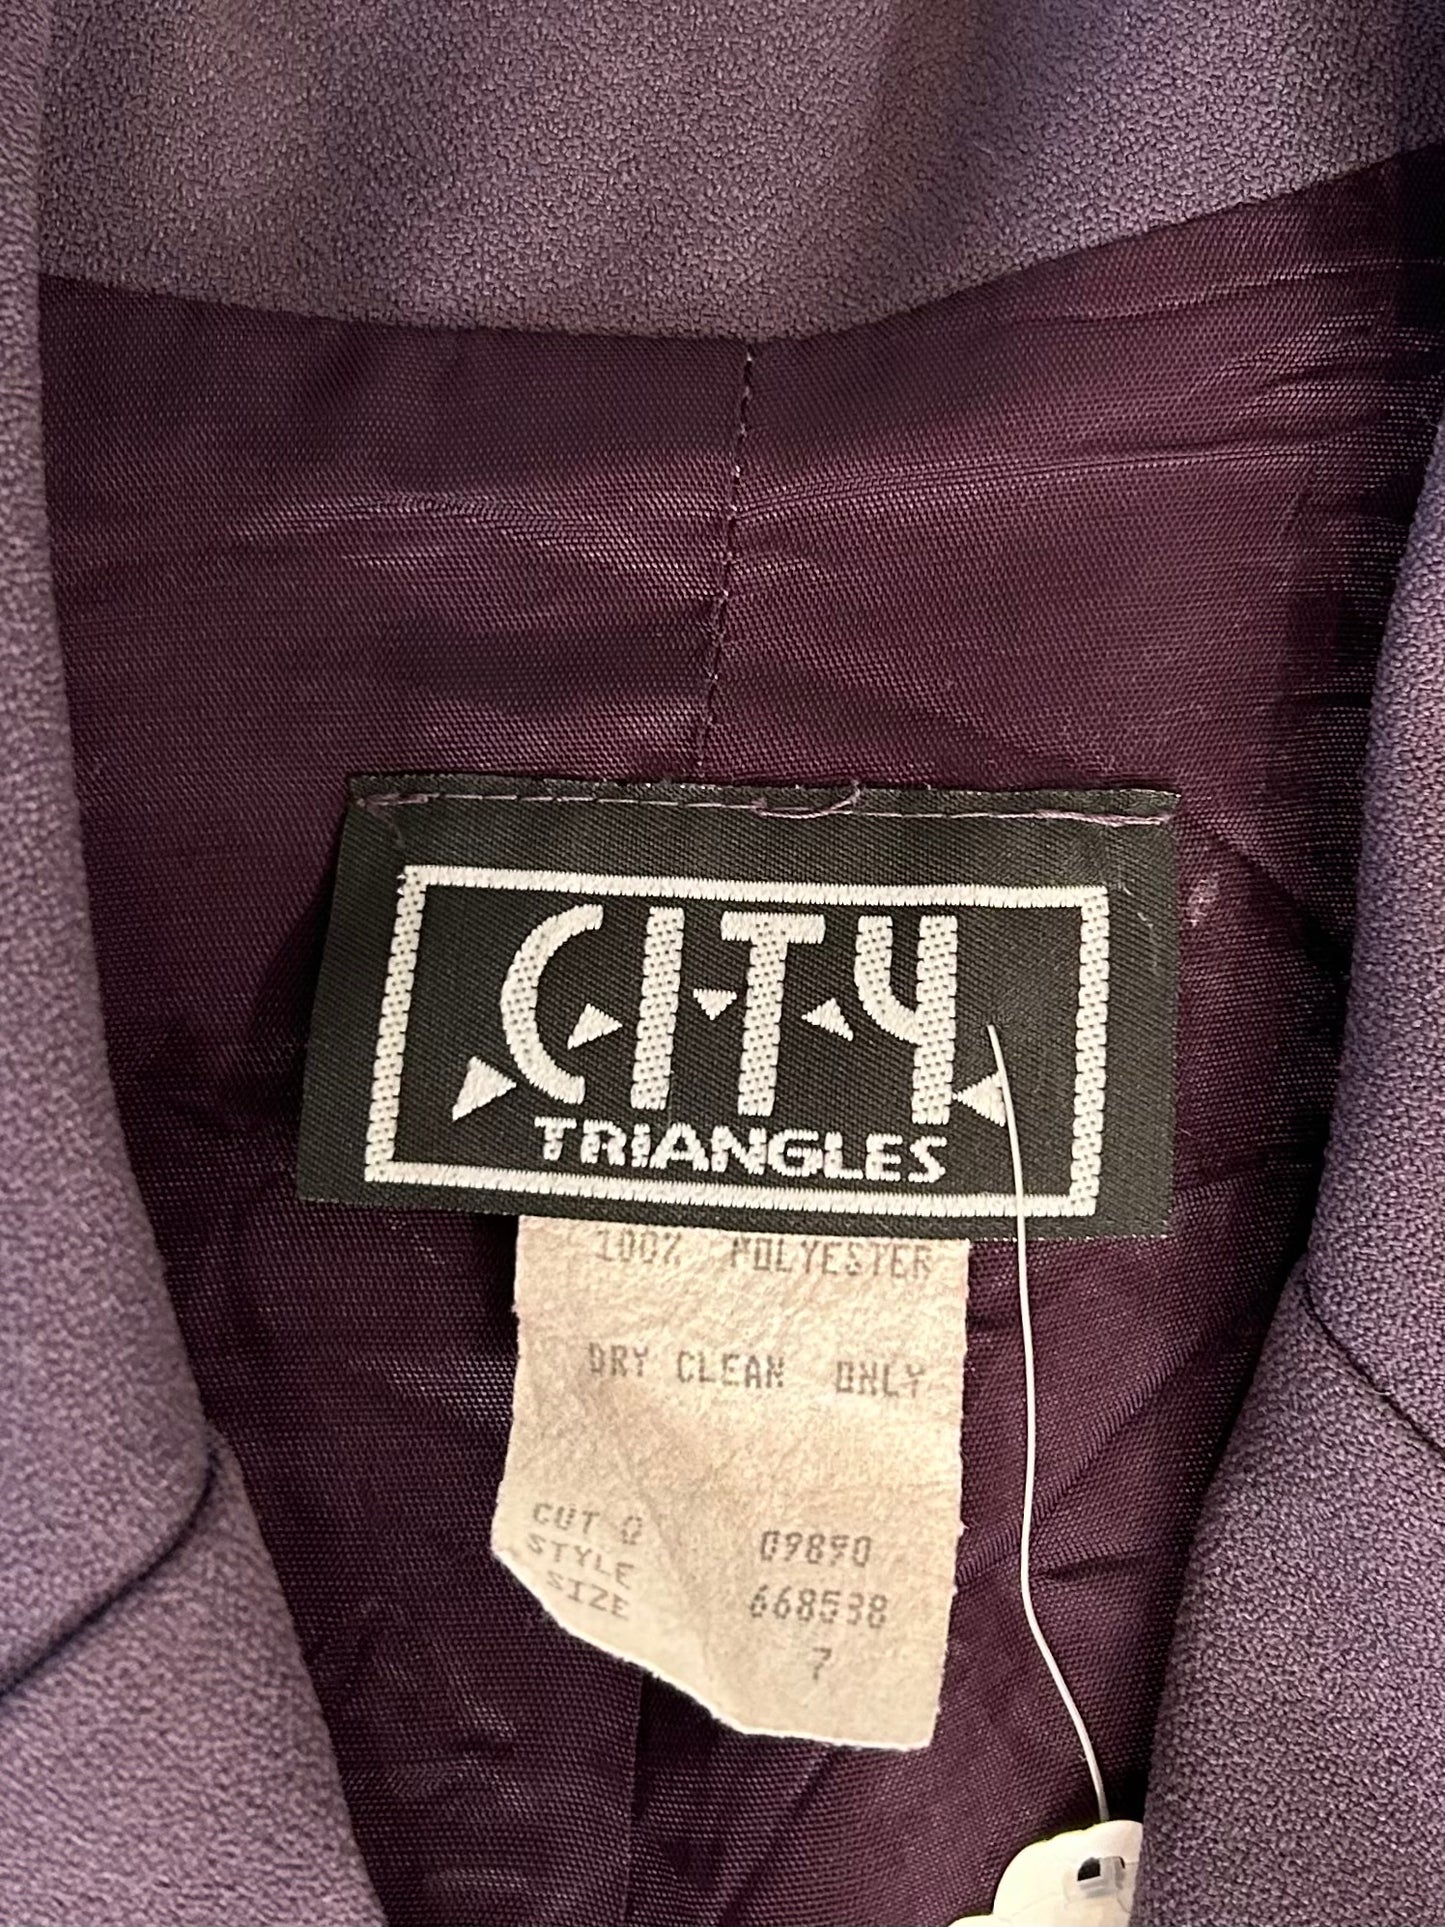 CITY
TRIANGLES
100% POLYESTER
DRY CLEAN ONLY
CUT Q 09890
STYLE 668538
SIZE 7